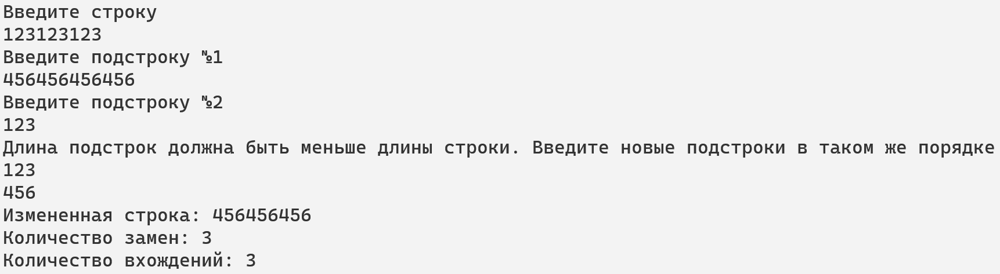 Введите строку
123123123
Введите подстроку №1
456456456456
Введите подстроку №2
123
Длина подстрок должна быть меньше длины строки. Введите новые подстроки в таком же порядке
123
456
Измененная строка: 456456456
Количество замен: 3
Количество вхождений: 3